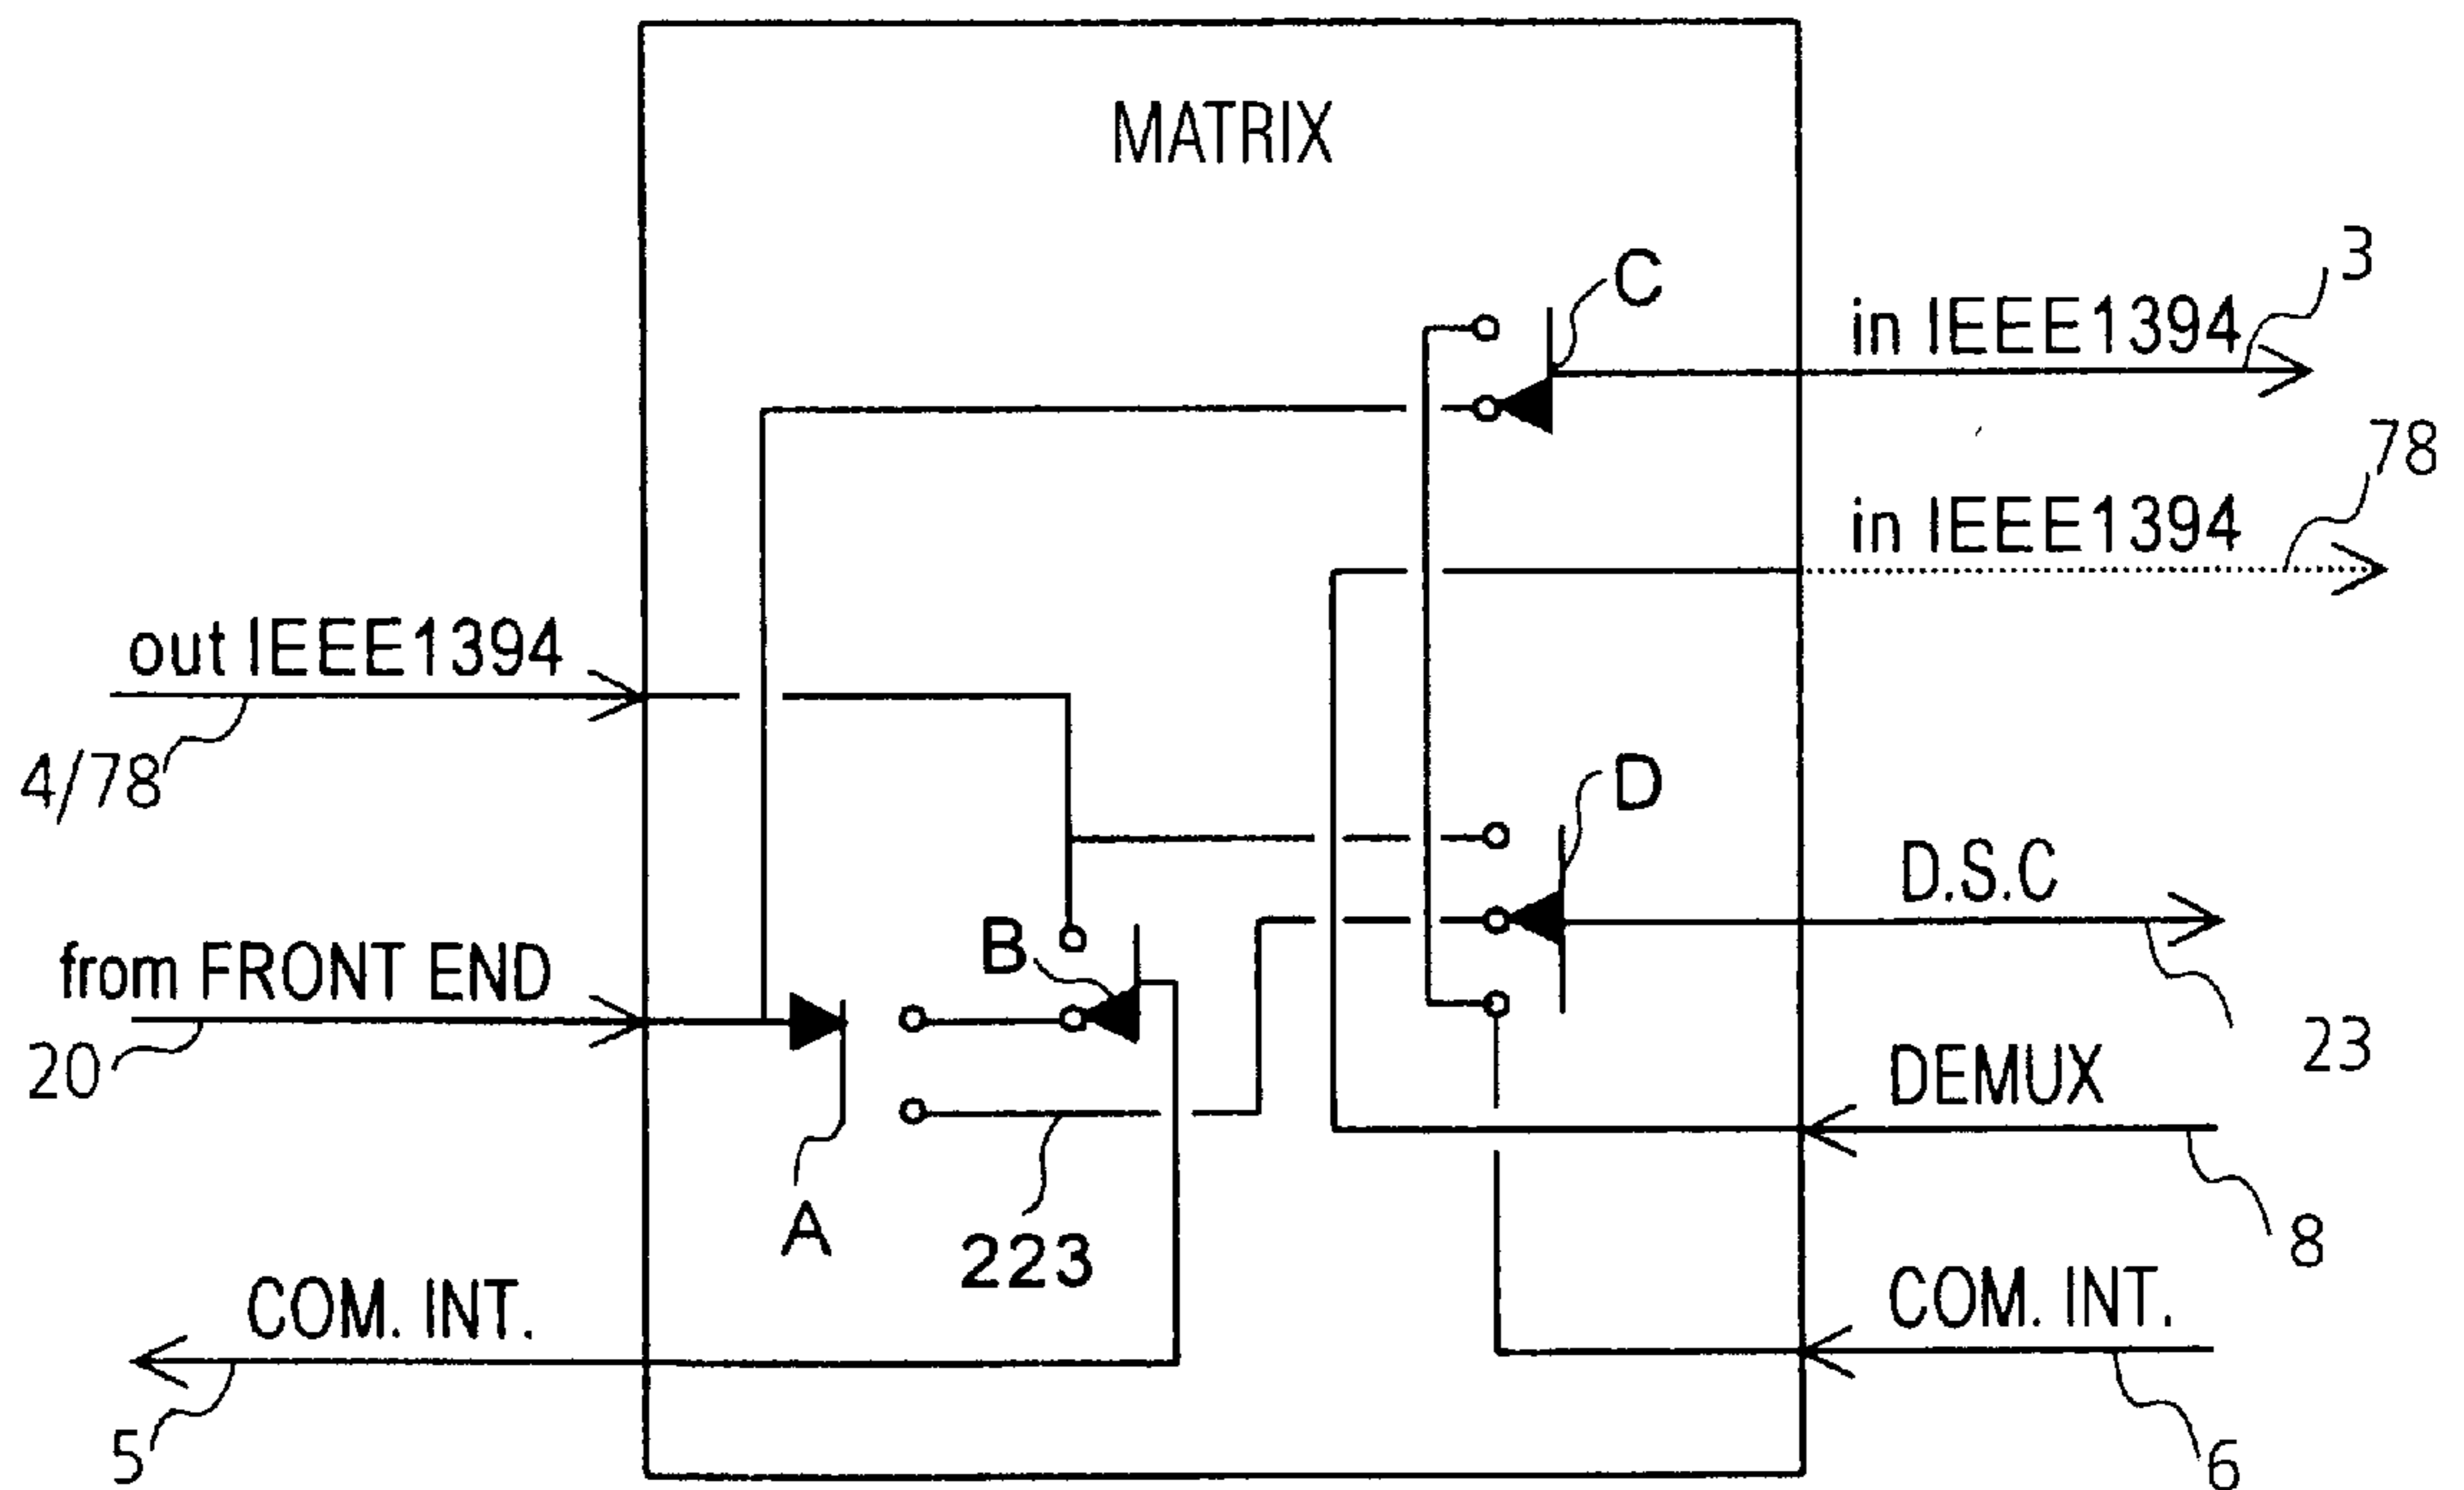 MATRIX
C
3
in IEEE1394
78
in IEEE1394
out IEEE1394
4/78
D
D.S.C
B
from FRONT END
23
20
DEMUX
A
223
8
COM. INT.
COM. INT.
5
6